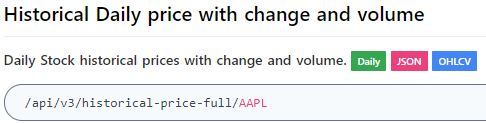 Historical Daily price with change and volume
Daily Stock historical prices with change and volume. Daily JSON OHLCV
/api/v3/historical-price-full/AAPL